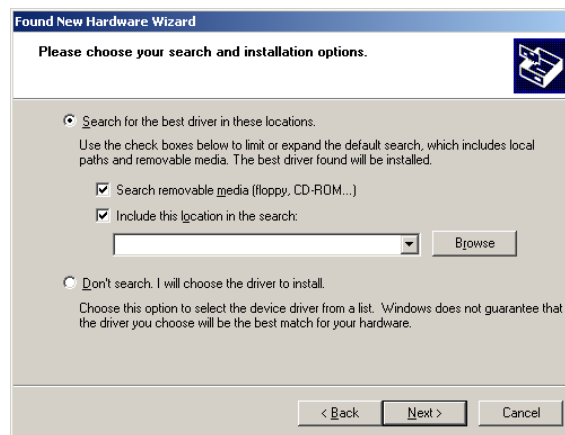 Found New Hardware Wizard
Please choose your search and installation options.
Search for the best driver in these locations.
Use the check boxes below to limit or expand the default search, which includes local
paths and removable media. The best driver found will be installed.
Search removable media (floppy, CD-ROM...)
Include this location in the search:
Browse
Don't search. I will choose the driver to install.
Choose this option to select the device driver from a list. Windows does not guarantee that
the driver you choose will be the best match for your hardware.
< Back Next > Cancel